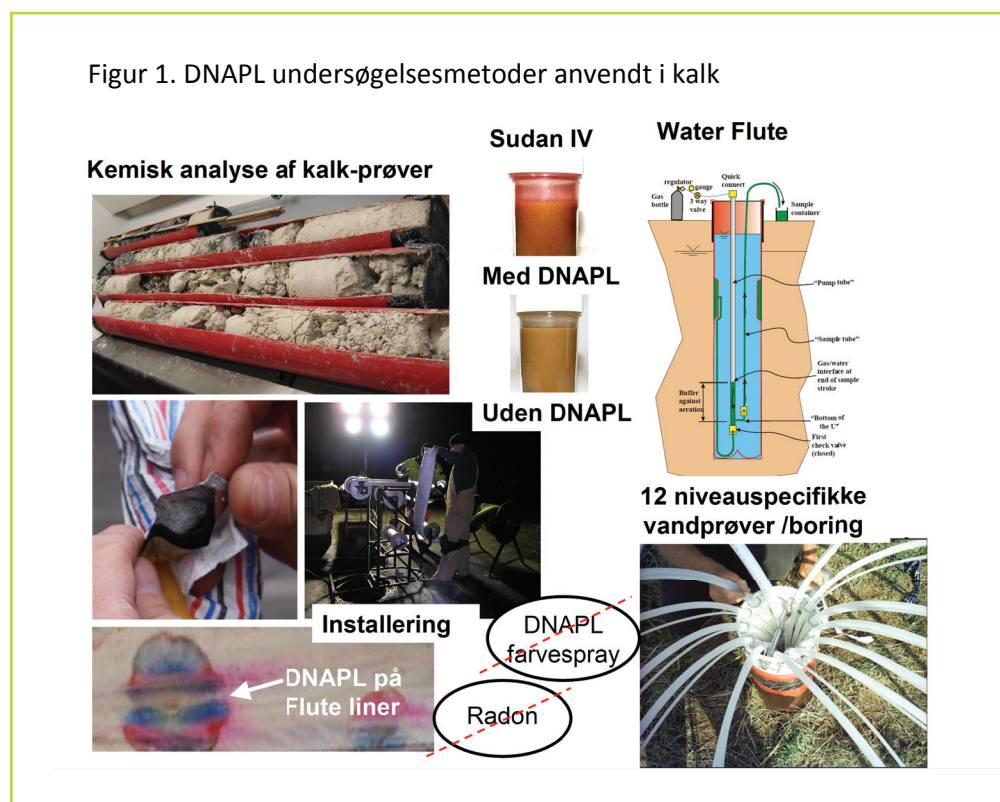 Figur 1. DNAPL undersøgelsesmetoder anvendt i kalk
Kemisk analyse af kalk-prøver
Sudan IV
Med DNAPL
Uden DNAPL
Water Flute
regulator
gauge
Gas
bottle
3 way
valve
Quick
connect
Sample
container
"Pump tube"
"Sample tube"
Gas/water
interface at
end of sample
stroke
Buffer
against
aeration
"Bottom of
the U"
First
check valve
(closed)
12 niveauspecifikke
vandprøver /boring
Installering
DNAPL på
Flute liner
DNAPL
farvespray
Radon